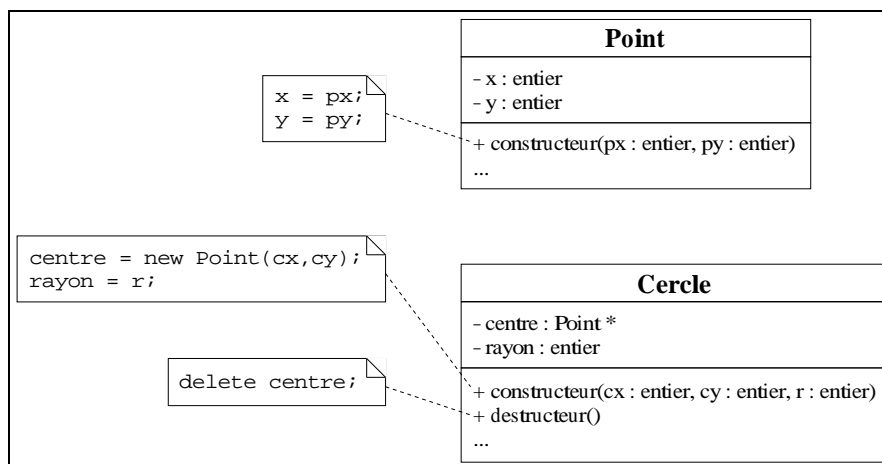 Point
- x : entier
- y : entier
x = px;
y = py;
+ constructeur(px : entier, py : entier)
...
centre = new Point(cx,cy);
rayon = r;
Cercle
- centre : Point *
- rayon : entier
delete centre;
+ constructeur(cx : entier, cy : entier, r : entier)
+ destructeur()
...